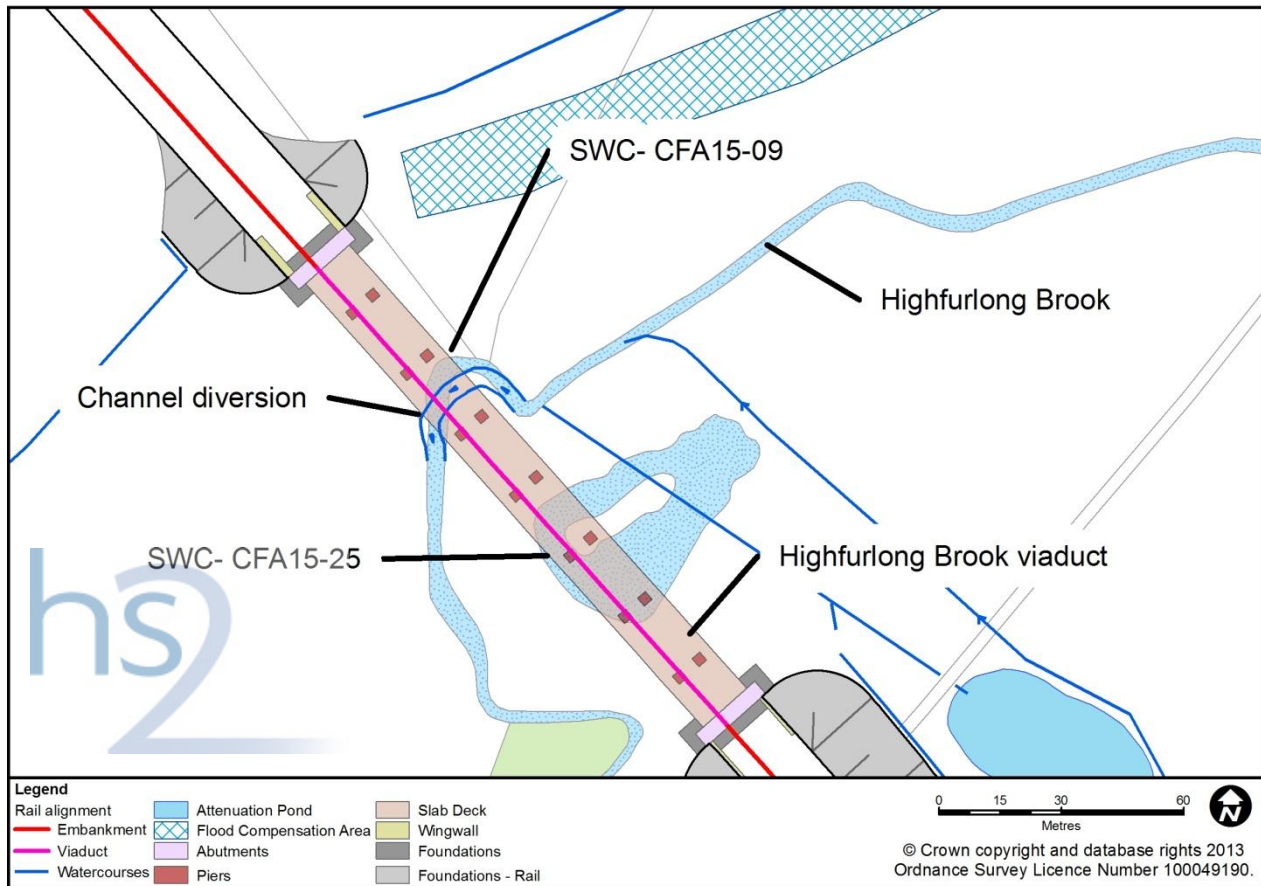 SWC- CFA15-09
Highfurlong Brook
Channel diversion
SWC- CFA15-25
Highfurlong Brook viaduct
hs2
Legend
Rail alignment
Embankment
Viaduct
Watercourses
Attenuation Pond
Flood Compensation Area
Abutments
Piers
Slab Deck
Wingwall
Foundations
Foundations - Rail
0 15 30 60
Metres
N
© Crown copyright and database rights 2013
Ordnance Survey Licence Number 100049190.